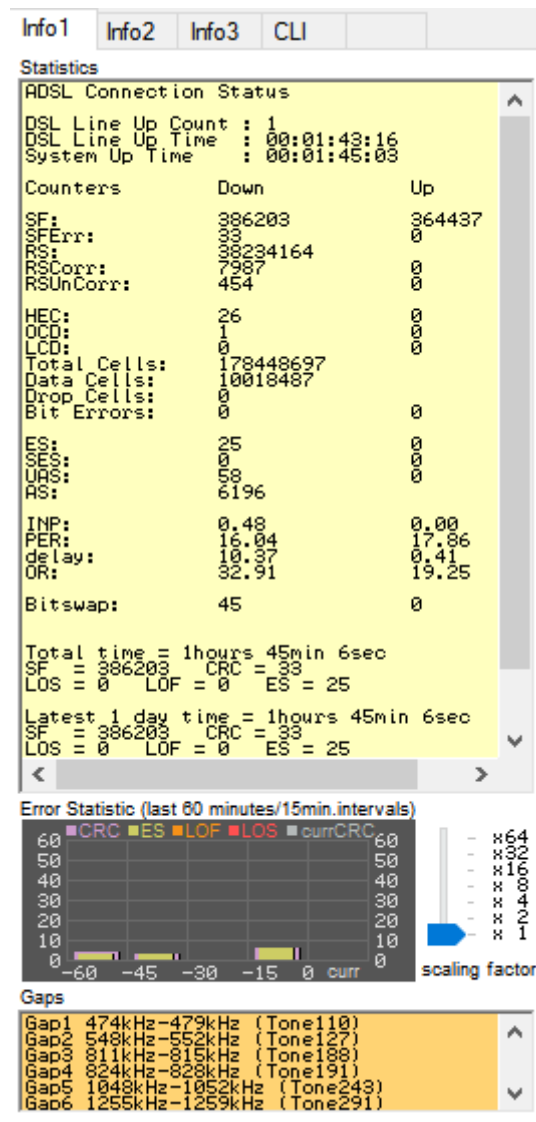 Info1 Info2 Info3 CLI
Statistics
ADSL Connection Status
DSL Line Up Count : 1
DSL Line Up Time : 00:01:43:16
System Up Time : 00:01:45:03
Counters Down Up
SF: 386203 364437
SFErr: 33 0
RS: 38234164
RSCorr: 7987 0
RSUnCorr: 454 0
HEC: 26 0
OCD: 1 0
LCD: 0 0
Total Cells: 178448697
Data Cells: 10018487
Drop Cells: 0
Bit Errors: 0 0
ES: 25 0
SES: 0 0
UAS: 58 0
AS: 6196
INP: 0.48 0.00
PER: 16.04 17.86
delay: 10.37 0.41
OR: 32.91 19.25
Bitswap: 45 0
Total time = 1hours 45min 6sec
SF = 386203 CRC = 33
LOS = 0 LOF = 0 ES = 25
Latest 1 day time = 1hours 45min 6sec
SF = 386203 CRC = 33
LOS = 0 LOF = 0 ES = 25
Error Statistic (last 60 minutes/15min.intervals)
CRC ES LOF LOS currCRC
60 60
50 50
40 40
30 30
20 20
10 10
0 0
-60 -45 -30 -15 0 curr
x64
x32
x16
x 8
x 4
x 2
x 1
scaling factor
Gaps
Gap1 474kHz-479kHz (Tone110)
Gap2 548kHz-552kHz (Tone127)
Gap3 811kHz-815kHz (Tone188)
Gap4 824kHz-828kHz (Tone191)
Gap5 1048kHz-1052kHz (Tone243)
Gap6 1255kHz-1259kHz (Tone291)